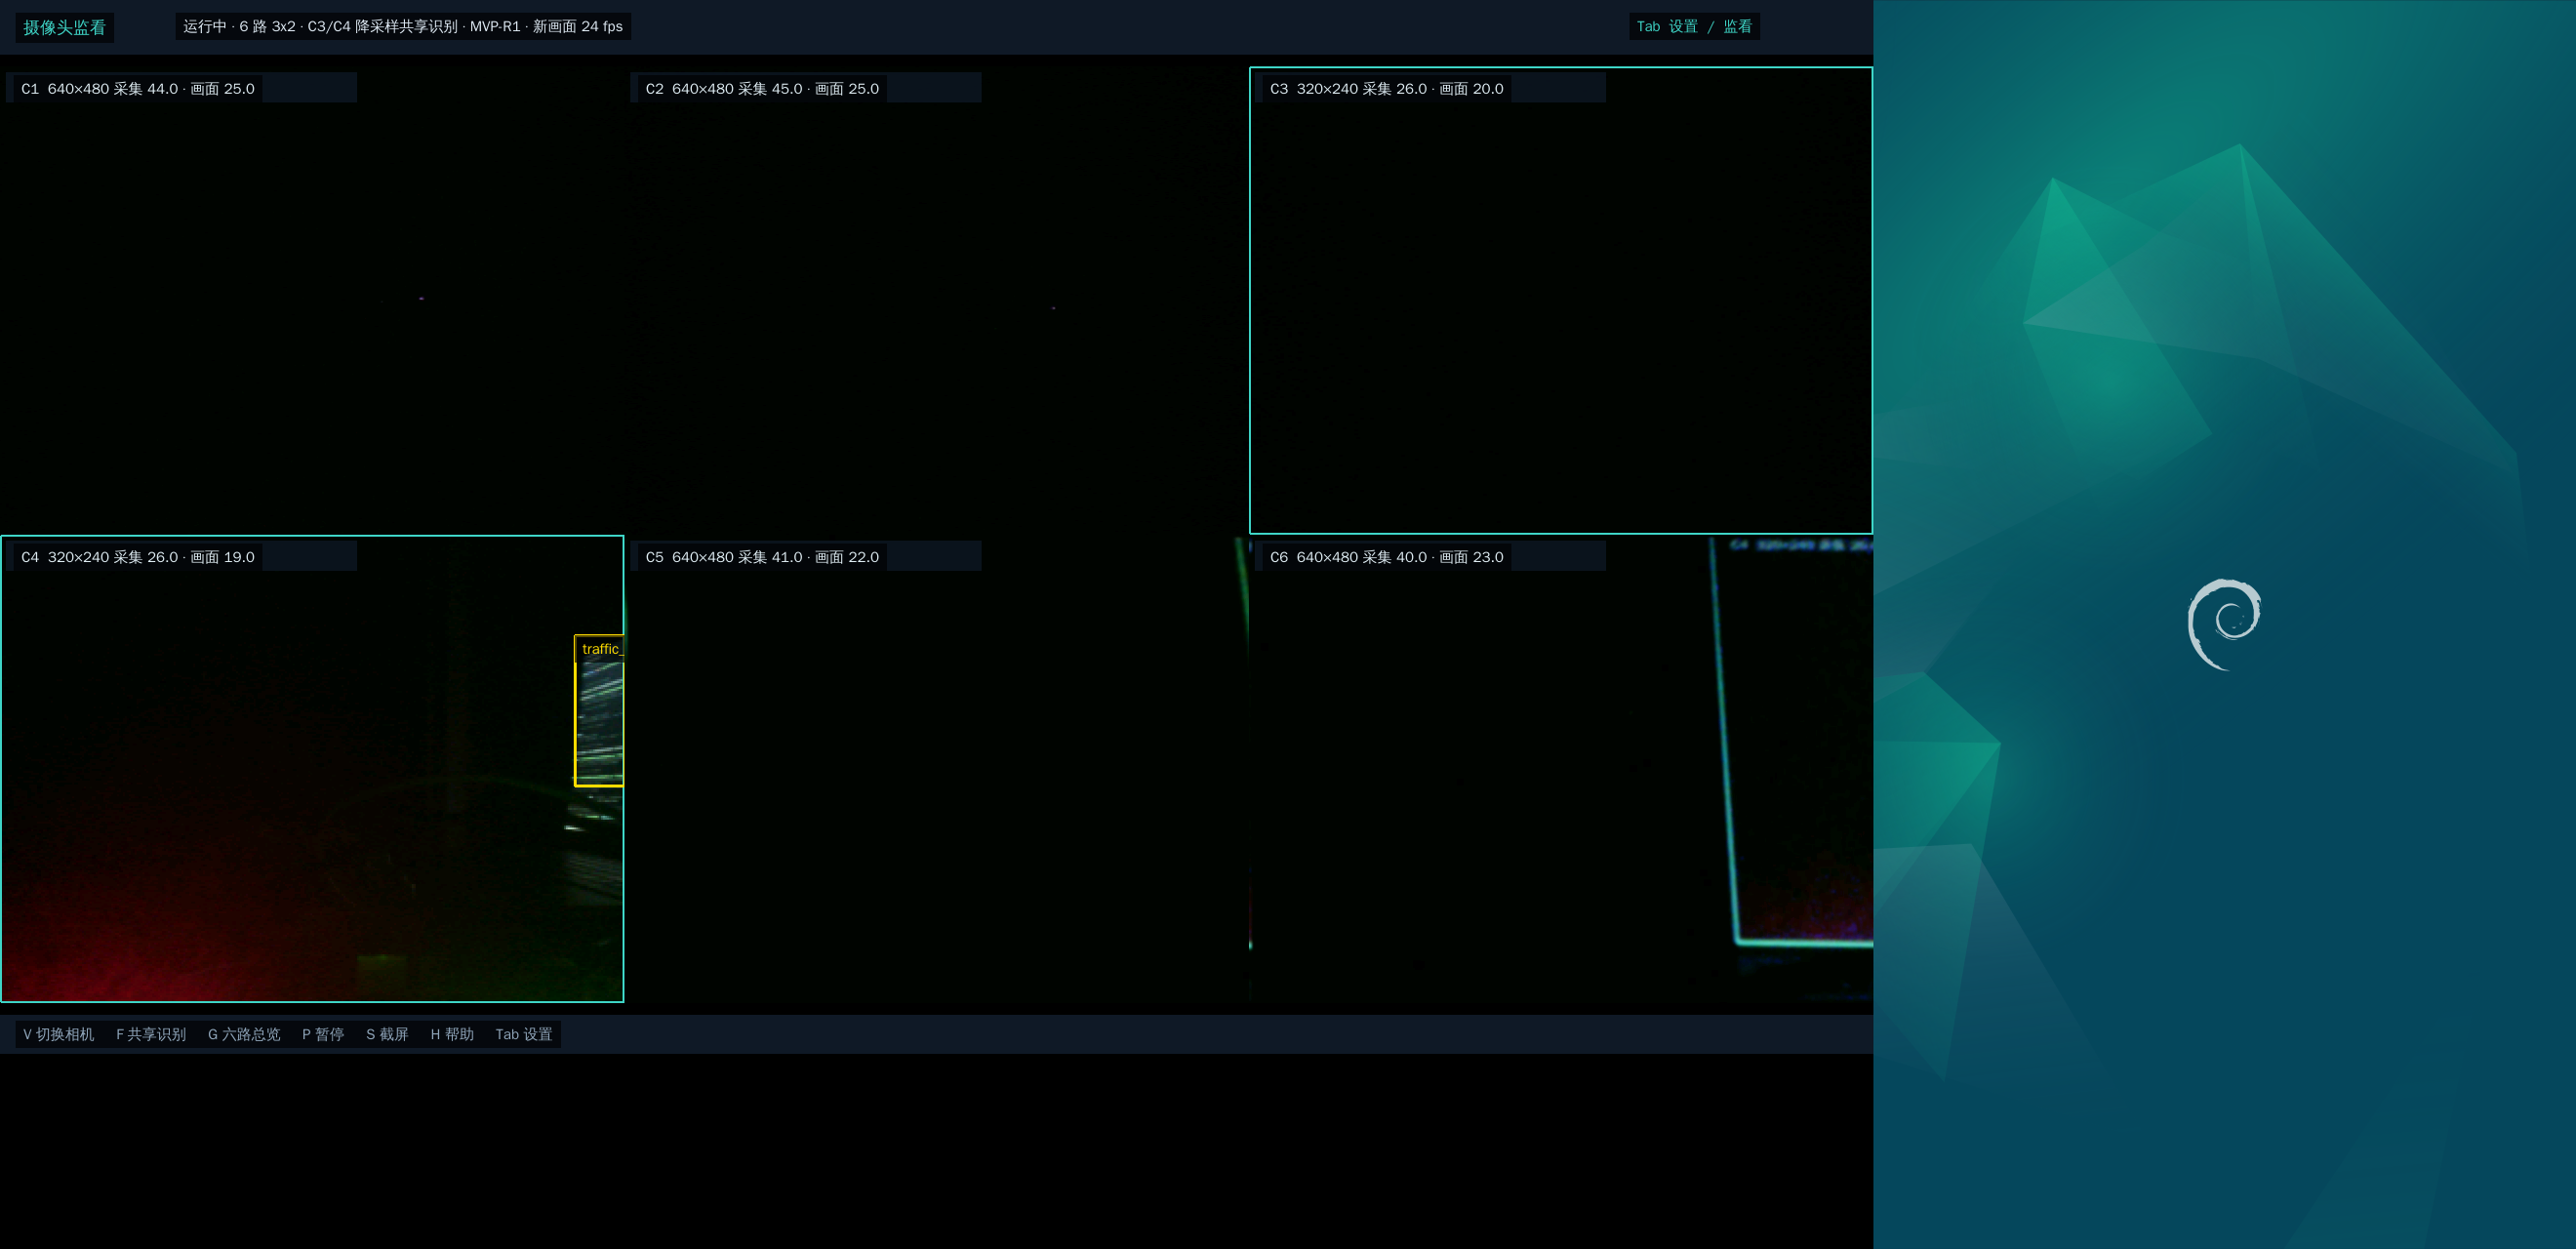 摄像头监看
运行中 · 6 路 3x2 · C3/C4 降采样共享识别 · MVP-R1 · 新画面 24 fps
Tab 设置 / 监看
C1 640×480 采集 44.0 · 画面 25.0
C2 640×480 采集 45.0 · 画面 25.0
C3 320×240 采集 26.0 · 画面 20.0
C4 320×240 采集 26.0 · 画面 19.0
traffic_
C5 640×480 采集 41.0 · 画面 22.0
C6 640×480 采集 40.0 · 画面 23.0
C4 320×240 采集
V 切换相机 F 共享识别 G 六路总览 P 暂停 S 截屏 H 帮助 Tab 设置